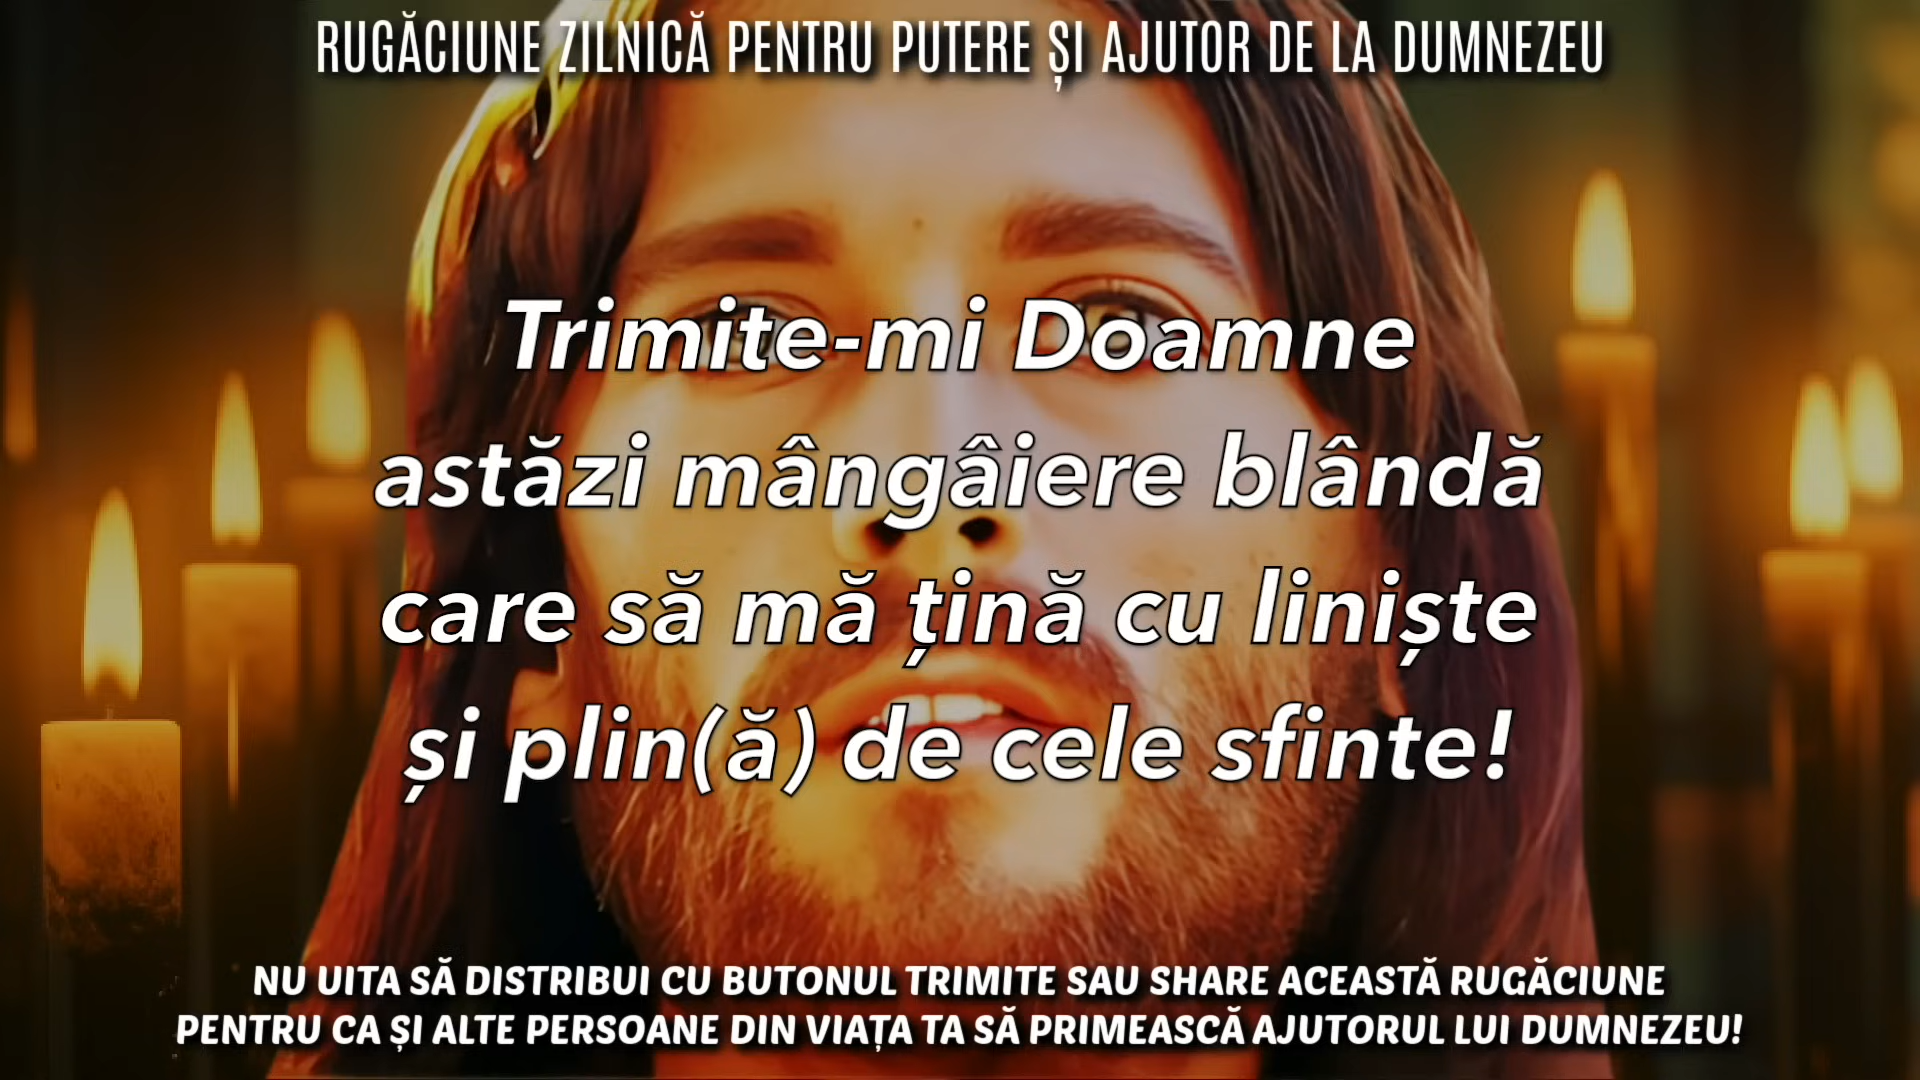 RUGĂCIUNE ZILNICĂ PENTRU PUTERE ȘI AJUTOR DE LA DUMNEZEU
Trimite-mi Doamne
astăzi mângâiere blândă
care să mă țină cu liniște
și plin(ă) de cele sfinte!
NU UITA SĂ DISTRIBUI CU BUTONUL TRIMITE SAU SHARE ACEASTĂ RUGĂCIUNE
PENTRU CA ȘI ALTE PERSOANE DIN VIAȚA TA SĂ PRIMEASCĂ AJUTORUL LUI DUMNEZEU!